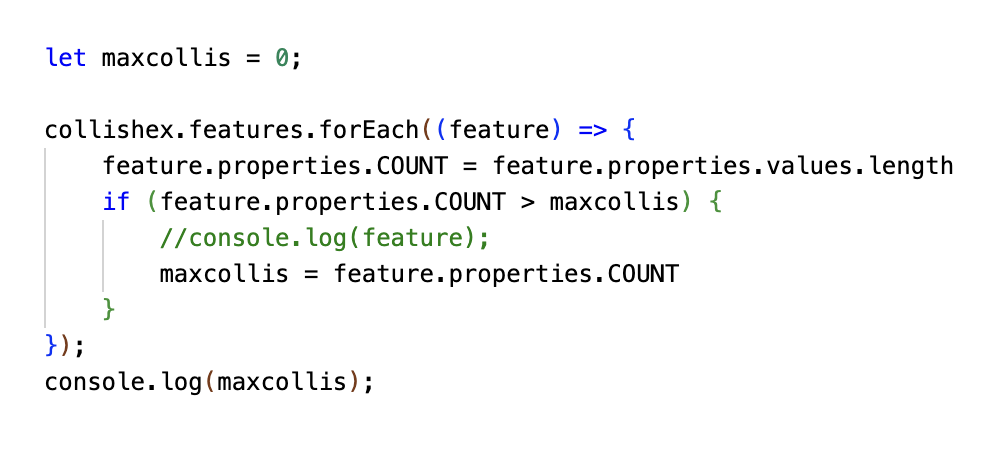 let maxcollis = 0;
collishex.features.forEach((feature) => {
feature.properties.COUNT = feature.properties.values.length
if (feature.properties.COUNT > maxcollis) {
//console.log(feature);
maxcollis = feature.properties.COUNT
}
});
console.log(maxcollis);